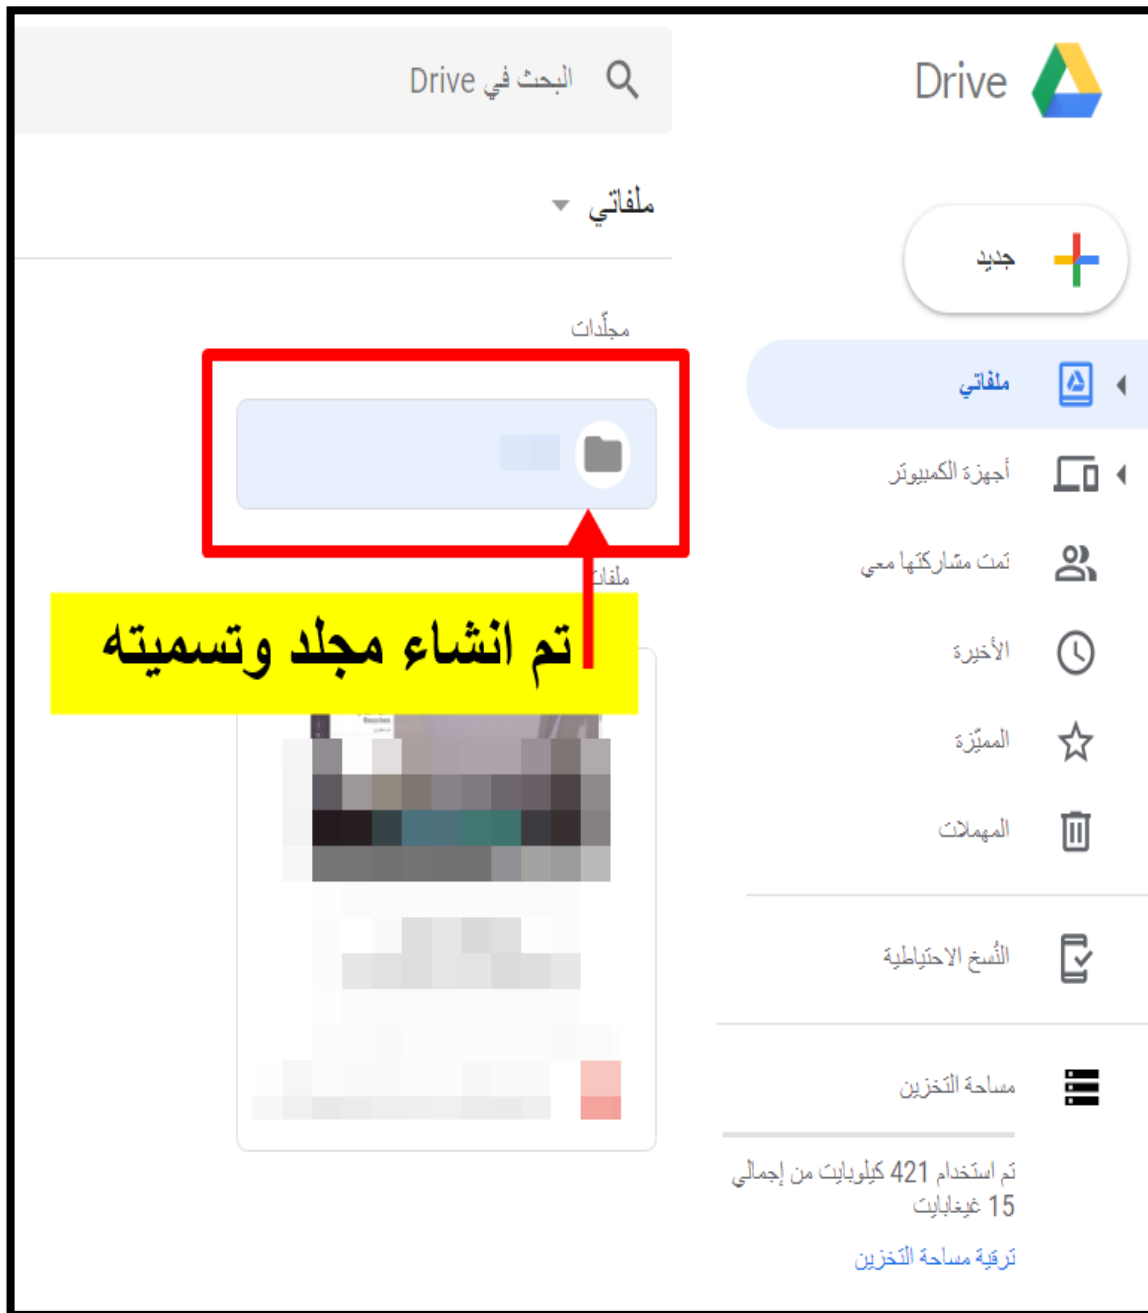 Drive
البحث في Drive
جديد
ملفاتي
أجهزة الكمبيوتر
تمت مشاركتها معي
الأخيرة
المميّزة
المهملات
النُسخ الاحتياطية
مساحة التخزين
تم استخدام 421 كيلوبايت من إجمالي
15 غيغابايت
ترقية مساحة التخزين
ملفاتي
مجلّدات
تم انشاء مجلد وتسميته